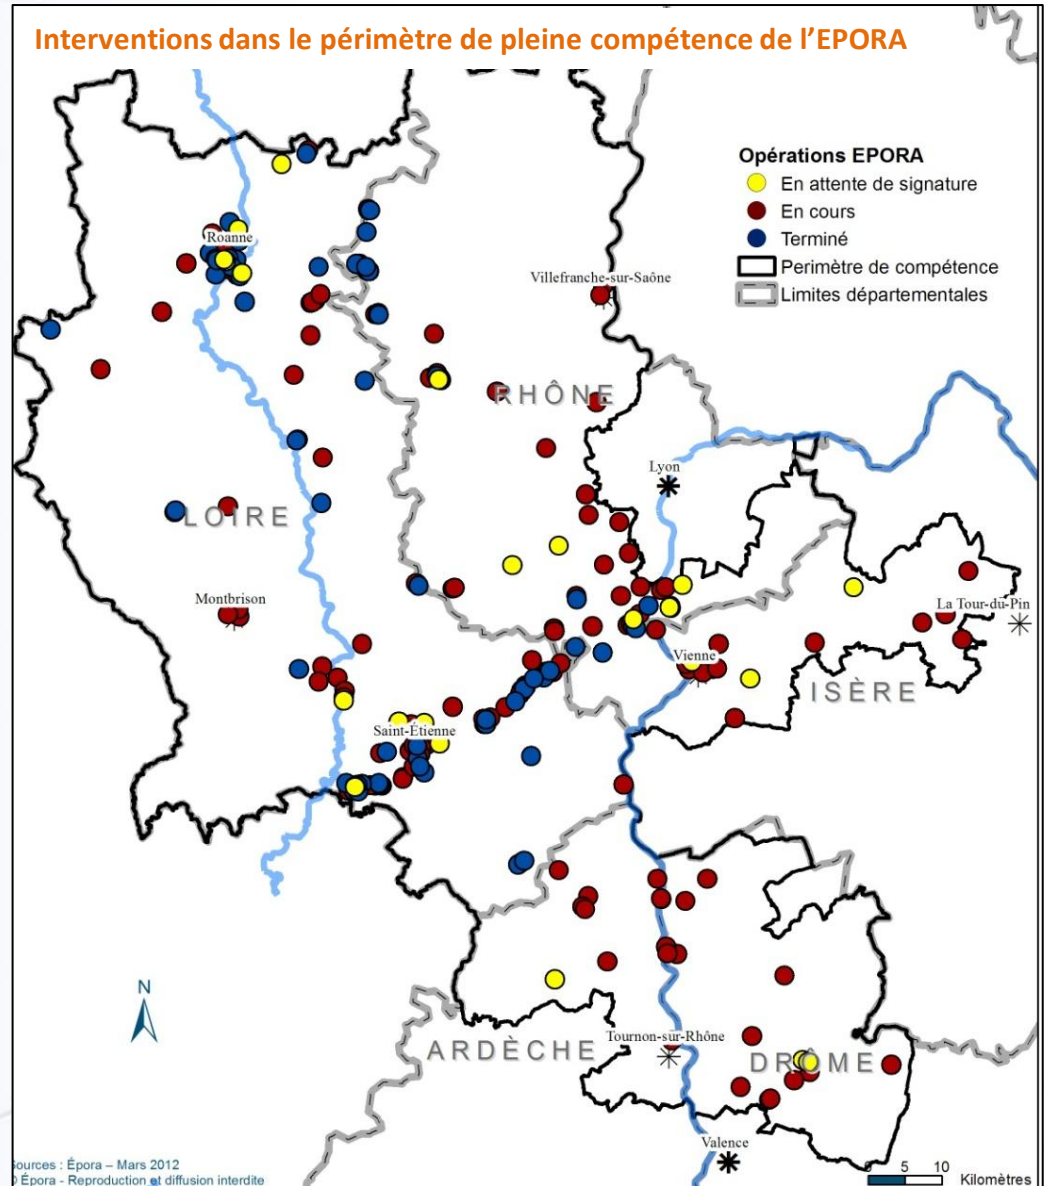 Interventions dans le périmètre de pleine compétence de l’EPORA
Opérations EPORA
En attente de signature
En cours
Terminé
Perimètre de compétence
Limites départementales
Roanne
Villefranche-sur-Saône
RHÔNE
Lyon
LOIRE
Montbrison
La Tour-du-Pin
Vienne
ISÈRE
Saint-Étienne
N
Tournon-sur-Rhône
ARDÈCHE
DRÔME
Valence
Sources : Épora – Mars 2012
© Épora - Reproduction et diffusion interdite
0 5 10 Kilomètres